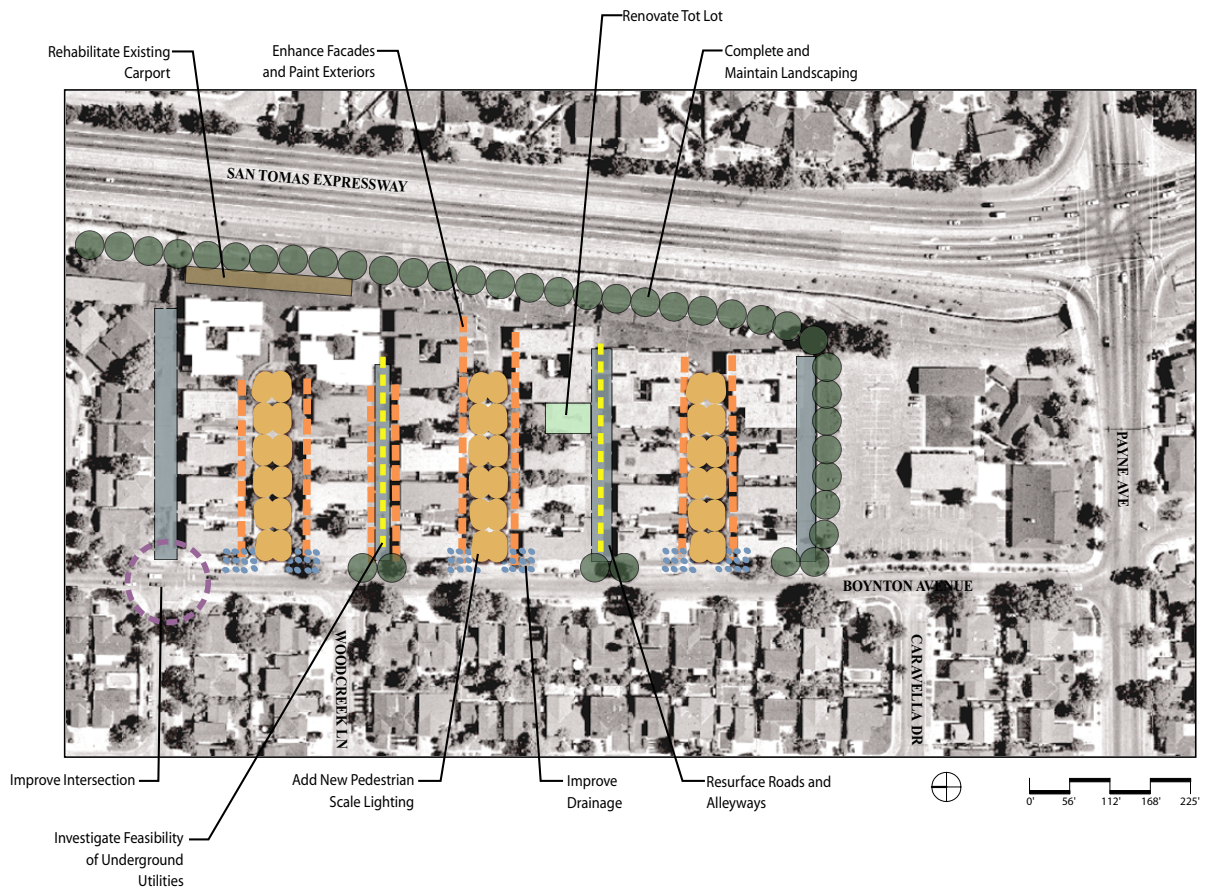 Renovate Tot Lot
Rehabilitate Existing
Carport
Enhance Facades
and Paint Exteriors
Complete and
Maintain Landscaping
SAN TOMAS EXPRESSWAY
PAYNE AVE
BOYNTON AVENUE
WOODCREEK LN
CARAVELLA DR
Improve Intersection
Add New Pedestrian
Scale Lighting
Improve
Drainage
Resurface Roads and
Alleyways
0' 56' 112' 168' 225'
Investigate Feasibility
of Underground
Utilities